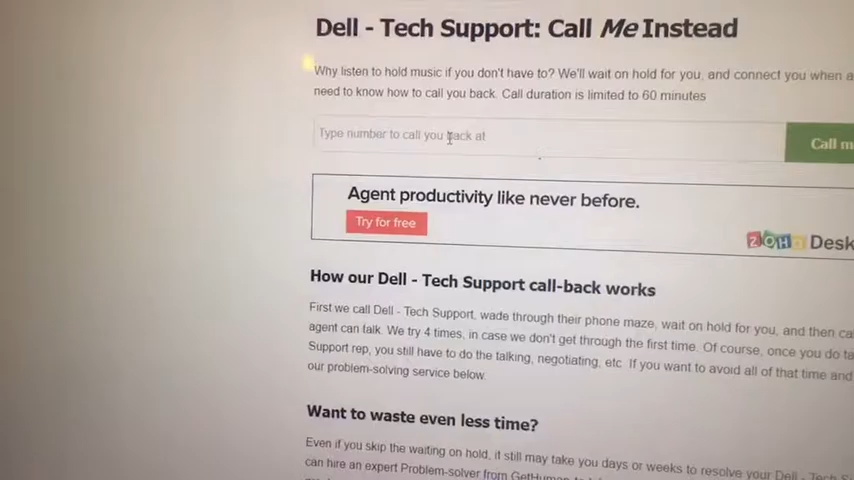 Dell - Tech Support: Call Me Instead
Why listen to hold music if you don't have to? We'll wait on hold for you, and connect you when a
need to know how to call you back. Call duration is limited to 60 minutes
Type number to call you back at
Call m
Agent productivity like never before.
Try for free
ZOHO Desk
How our Dell - Tech Support call-back works
First we call Dell - Tech Support, wade through their phone maze, wait on hold for you, and then ca
agent can talk. We try 4 times, in case we don't get through the first time. Of course, once you do ta
Support rep, you still have to do the talking, negotiating, etc. If you want to avoid all of that time and
our problem-solving service below.
Want to waste even less time?
Even if you skip the waiting on hold, it still may take you days or weeks to resolve your Dell - Tech S
can hire an expert Problem-solver from GetHuman to